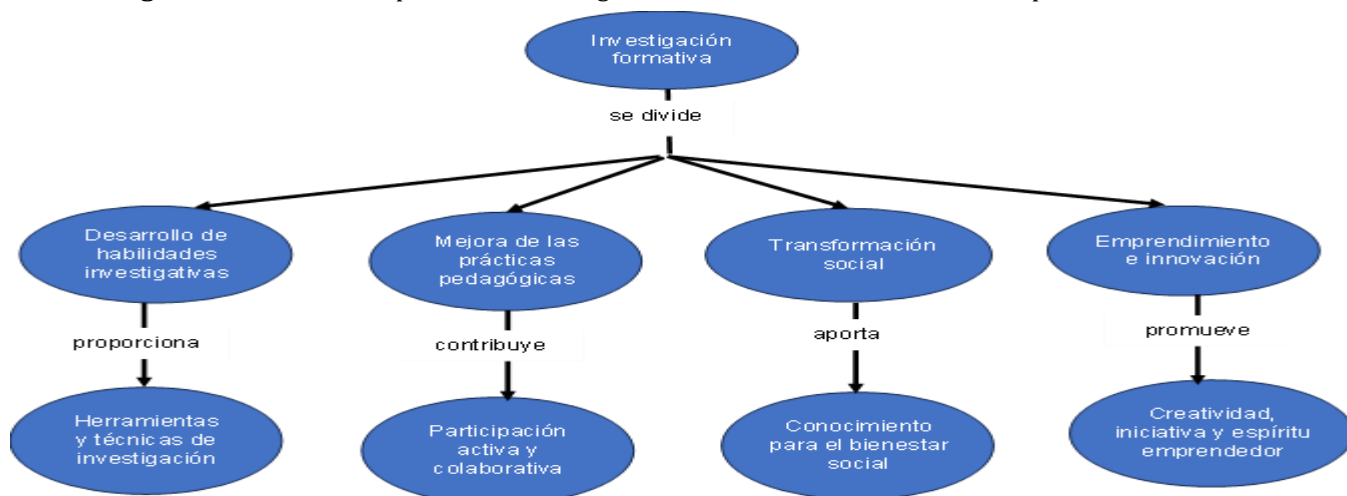 Investigación
formativa
se divide
Desarrollo de
habilidades
investigativas
Mejora de las
prácticas
pedagógicas
Transformación
social
Emprendimiento
e innovación
proporciona
contribuye
aporta
promueve
Herramientas
y técnicas de
investigación
Participación
activa y
colaborativa
Conocimiento
para el bienestar
social
Creatividad,
iniciativa y espíritu
emprendedor